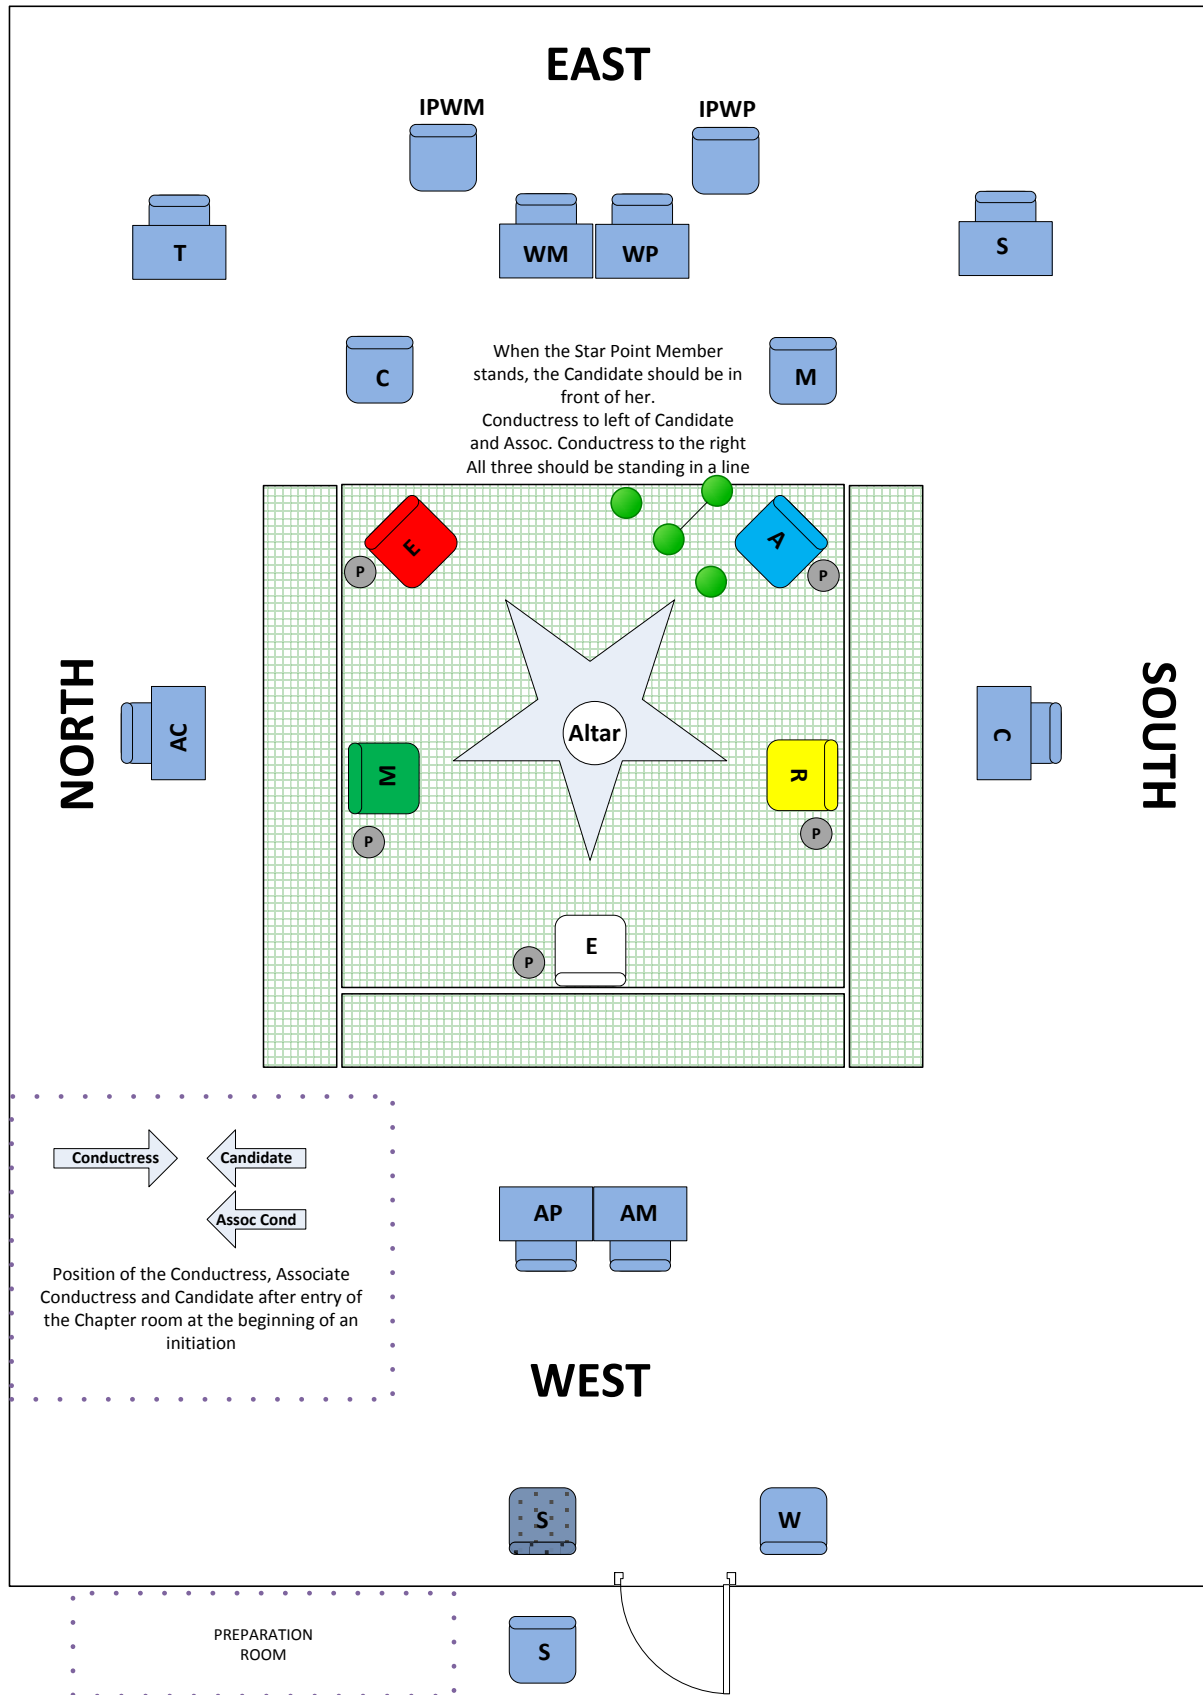 EAST
IPWM
IPWP
T
WM
WP
S
C
When the Star Point Member
stands, the Candidate should be in
front of her.
Conductress to left of Candidate
and Assoc. Conductress to the right
All three should be standing in a line
M
E
A
P
P
NORTH
AC
Altar
M
R
C
SOUTH
P
P
E
P
Conductress
Candidate
Assoc Cond
Position of the Conductress, Associate
Conductress and Candidate after entry of
the Chapter room at the beginning of an
initiation
AP
AM
WEST
S
W
PREPARATION
ROOM
S